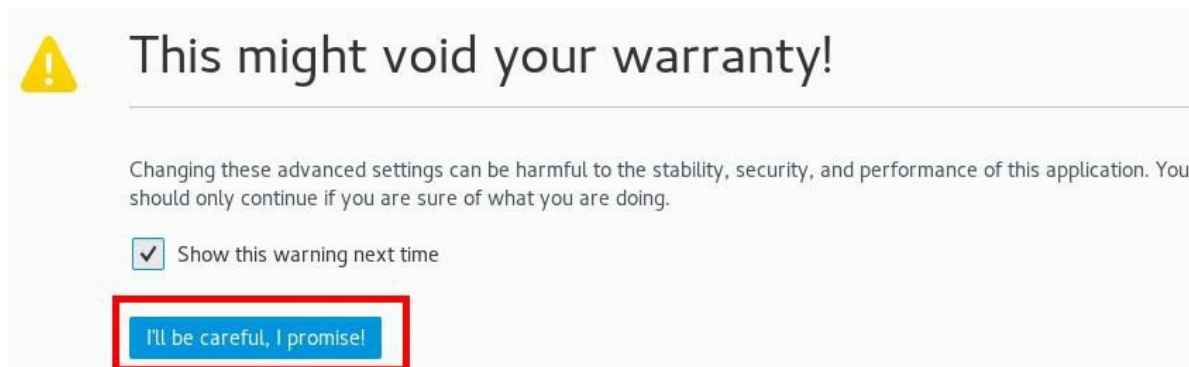 This might void your warranty!
Changing these advanced settings can be harmful to the stability, security, and performance of this application. You
should only continue if you are sure of what you are doing.
Show this warning next time
I'll be careful, I promise!